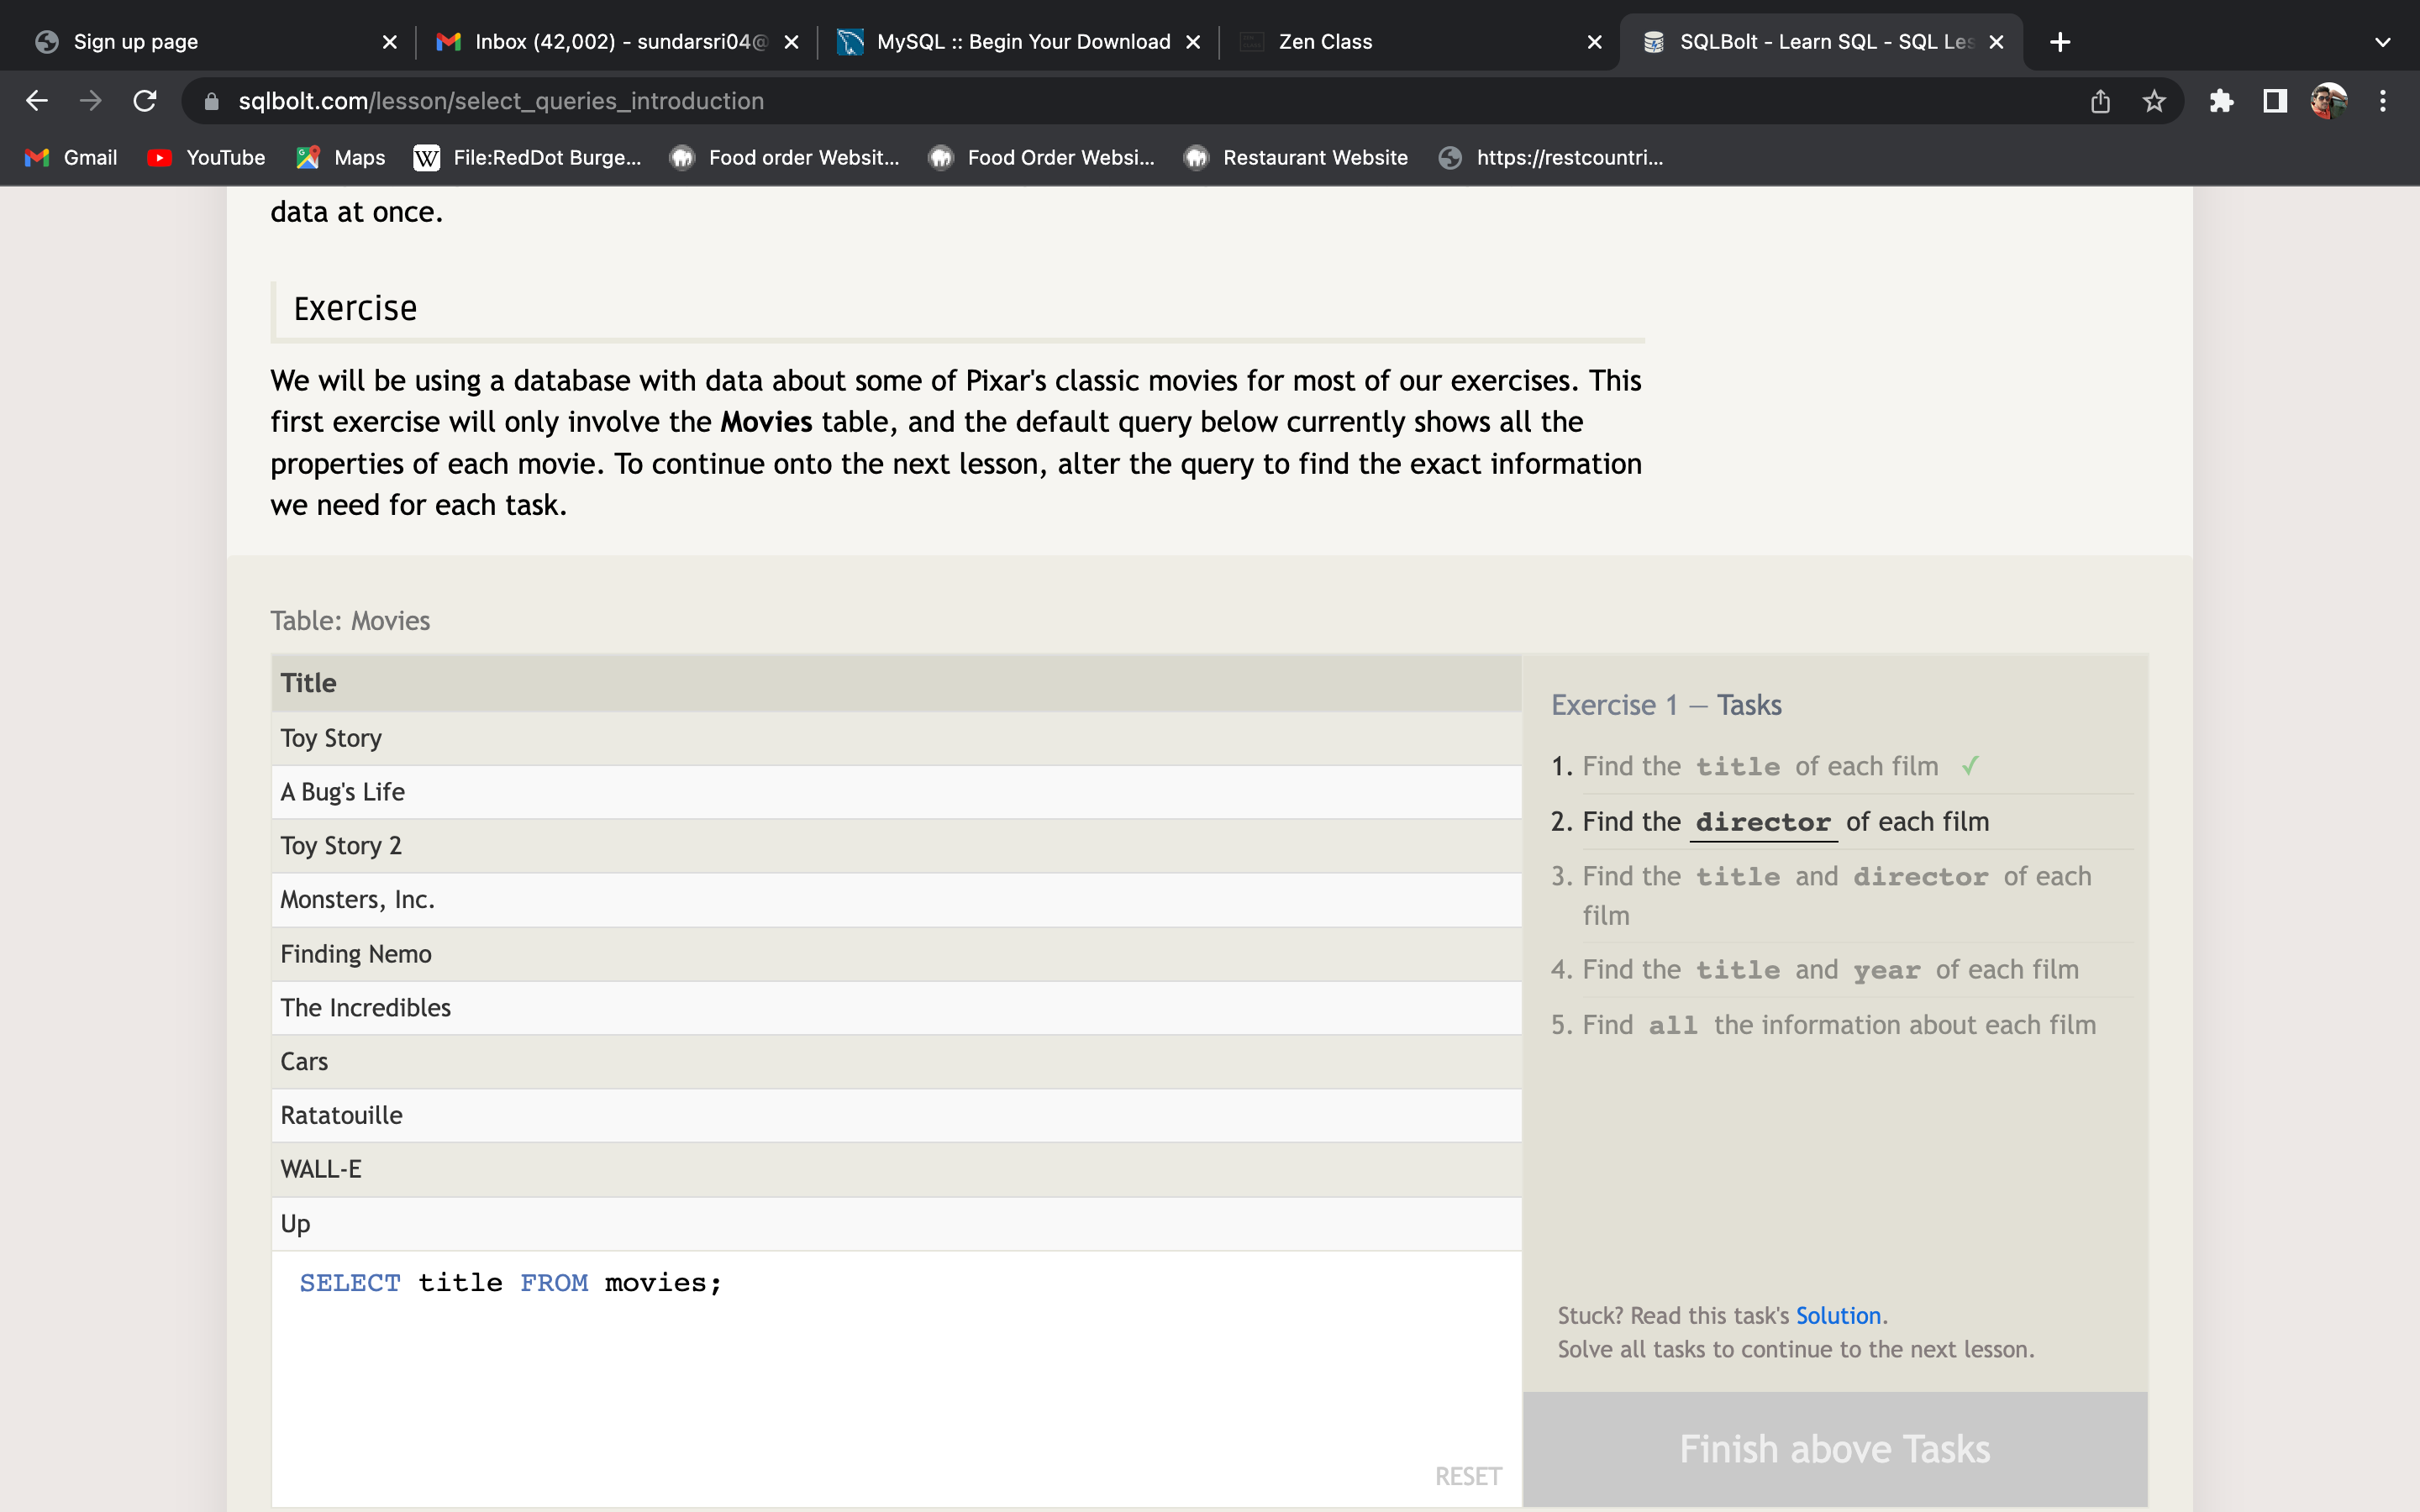 Sign up page
Inbox (42,002) - sundarsri04@
MySQL :: Begin Your Download
Zen Class
SQLBolt - Learn SQL - SQL Les
sqlbolt.com/lesson/select_queries_introduction
Gmail
YouTube
Maps
W
File:RedDot Burge...
Food order Websit...
Food Order Websi...
Restaurant Website
https://restcountri...
data at once.
Exercise
We will be using a database with data about some of Pixar's classic movies for most of our exercises. This
first exercise will only involve the Movies table, and the default query below currently shows all the
properties of each movie. To continue onto the next lesson, alter the query to find the exact information
we need for each task.
Table: Movies
Title
Toy Story
A Bug's Life
Toy Story 2
Monsters, Inc.
Finding Nemo
The Incredibles
Cars
Ratatouille
WALL-E
Up
SELECT title FROM movies;
RESET
Exercise 1 — Tasks
1. Find the title of each film ✓
2. Find the director of each film
3. Find the title and director of each
film
4. Find the title and year of each film
5. Find all the information about each film
Stuck? Read this task's Solution.
Solve all tasks to continue to the next lesson.
Finish above Tasks